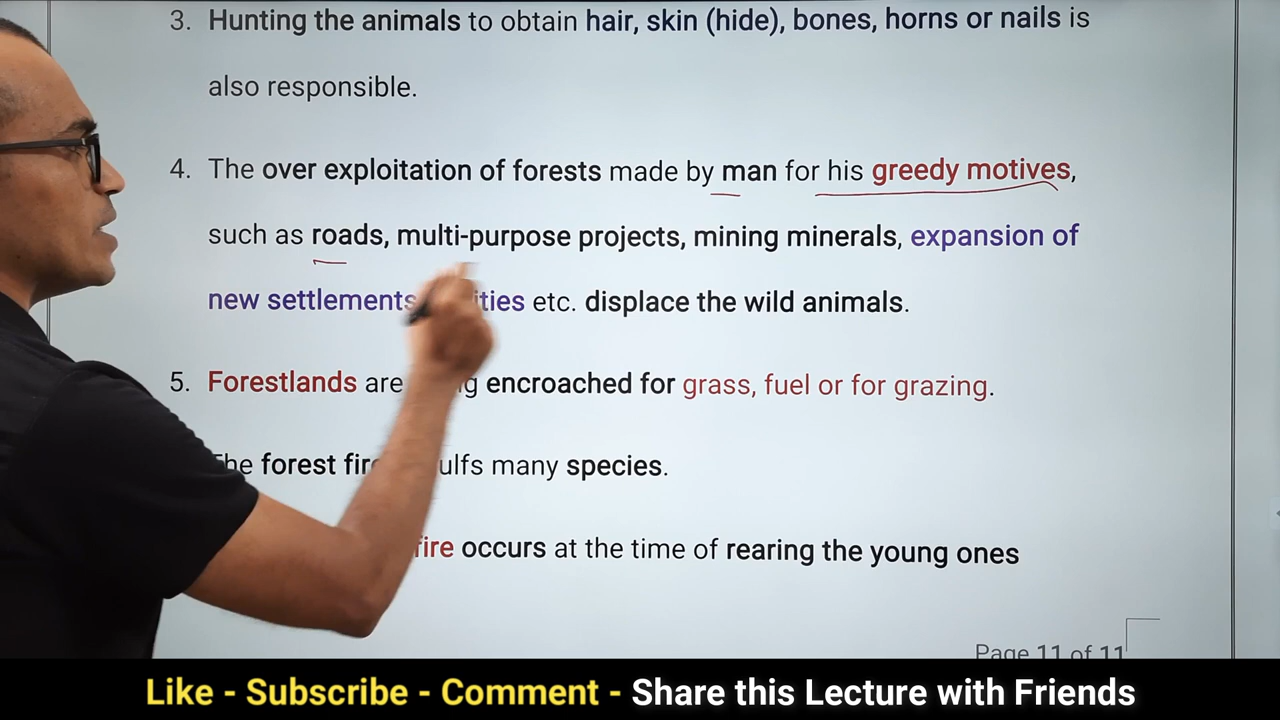 3. Hunting the animals to obtain hair, skin (hide), bones, horns or nails is
also responsible.
4. The over exploitation of forests made by man for his greedy motives,
such as roads, multi-purpose projects, mining minerals, expansion of
new settlements etc. displace the wild animals.
5. Forestlands are encroached for grass, fuel or for grazing.
The forest many species.
fire occurs at the time of rearing the young ones
Page 11 of 11
Like - Subscribe - Comment - Share this Lecture with Friends